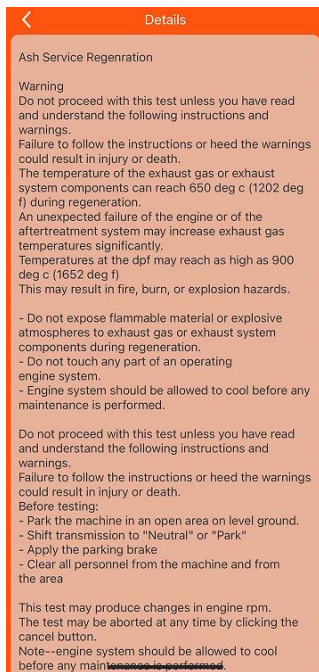 Details
Ash Service Regenration
Warning
Do not proceed with this test unless you have read
and understand the following instructions and
warnings.
Failure to follow the instructions or heed the warnings
could result in injury or death.
The temperature of the exhaust gas or exhaust
system components can reach 650 deg c (1202 deg
f) during regeneration.
An unexpected failure of the engine or of the
aftertreatment system may increase exhaust gas
temperatures significantly.
Temperatures at the dpf may reach as high as 900
deg c (1652 deg f)
This may result in fire, burn, or explosion hazards.
- Do not expose flammable material or explosive
atmospheres to exhaust gas or exhaust system
components during regeneration.
- Do not touch any part of an operating
engine system.
- Engine system should be allowed to cool before any
maintenance is performed.
Do not proceed with this test unless you have read
and understand the following instructions and
warnings.
Failure to follow the instructions or heed the warnings
could result in injury or death.
Before testing:
- Park the machine in an open area on level ground.
- Shift transmission to "Neutral" or "Park"
- Apply the parking brake
- Clear all personnel from the machine and from
the area
This test may produce changes in engine rpm.
The test may be aborted at any time by clicking the
cancel button.
Note--engine system should be allowed to cool
before any maintenance is performed.